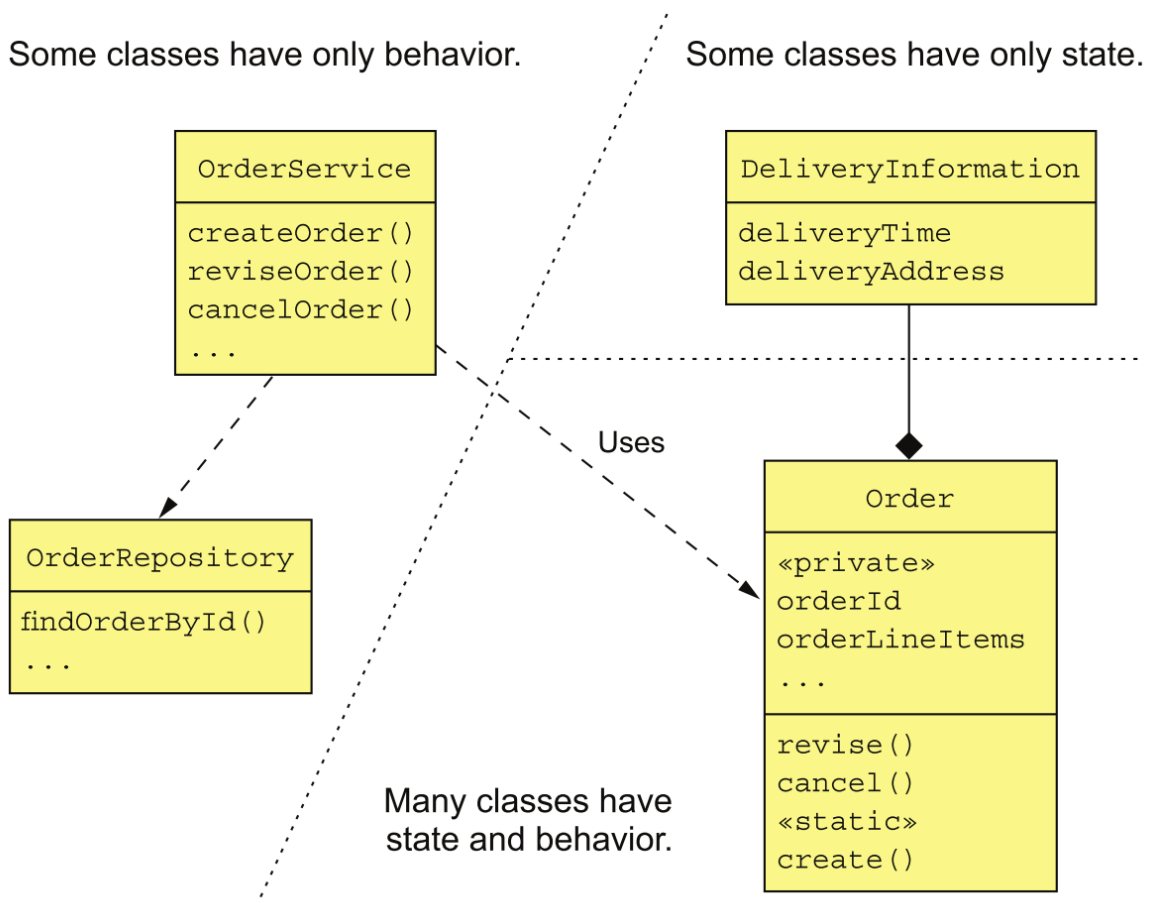 Some classes have only behavior.
Some classes have only state.
OrderService
createOrder()
reviseOrder()
cancelOrder()
...
DeliveryInformation
deliveryTime
deliveryAddress
Uses
OrderRepository
findOrderById()
...
Order
«private»
orderId
orderLineItems
...
revise()
cancel()
«static»
create()
Many classes have
state and behavior.